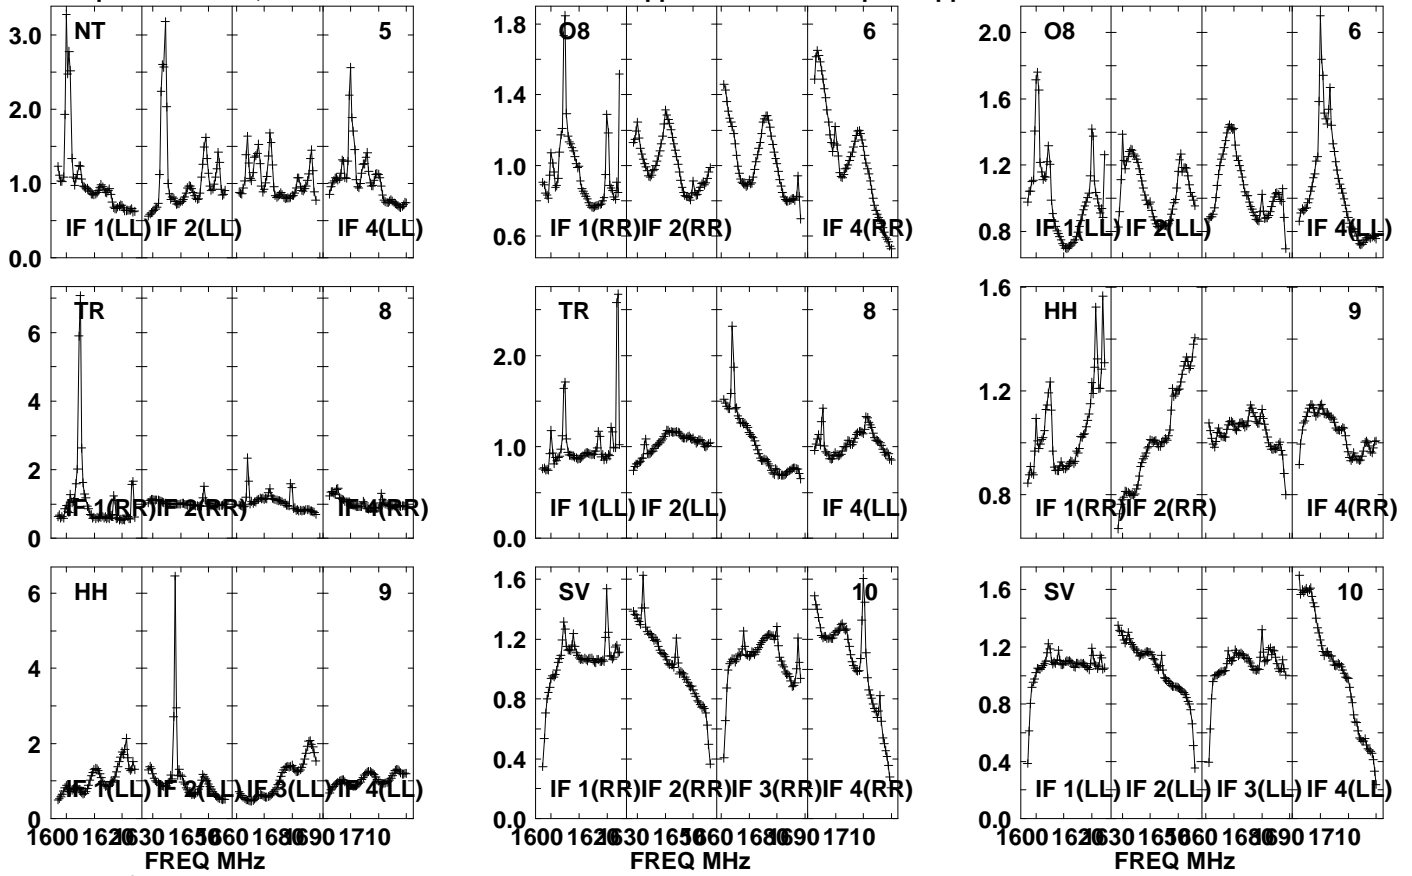 NT 5
3.0
2.0
1.0
0.0
IF 1(LL) IF 2(LL) IF 4(LL)
O8 6
1.8
1.4
1.0
0.6
IF 1(RR) IF 2(RR) IF 4(RR)
O8 6
2.0
1.6
1.2
0.8
IF 1(LL) IF 2(LL) IF 4(LL)
TR 8
6
4
2
0
IF 1(RR) IF 2(RR) IF 4(RR)
TR 8
2.0
1.0
0.0
IF 1(LL) IF 2(LL) IF 4(LL)
HH 9
1.6
1.2
0.8
IF 1(RR) IF 2(RR) IF 4(RR)
HH 9
6
4
2
0
IF 1(LL) IF 2(LL) IF 3(LL) IF 4(LL)
1600 1620 1630 1650 1660 1680 1690 1710
FREQ MHz
SV 10
1.6
1.2
0.8
0.4
0.0
IF 1(RR) IF 2(RR) IF 3(RR) IF 4(RR)
1600 1620 1630 1650 1660 1680 1690 1710
FREQ MHz
SV 10
1.6
1.2
0.8
0.4
0.0
IF 1(LL) IF 2(LL) IF 3(LL) IF 4(LL)
1600 1620 1630 1650 1660 1680 1690 1710
FREQ MHz